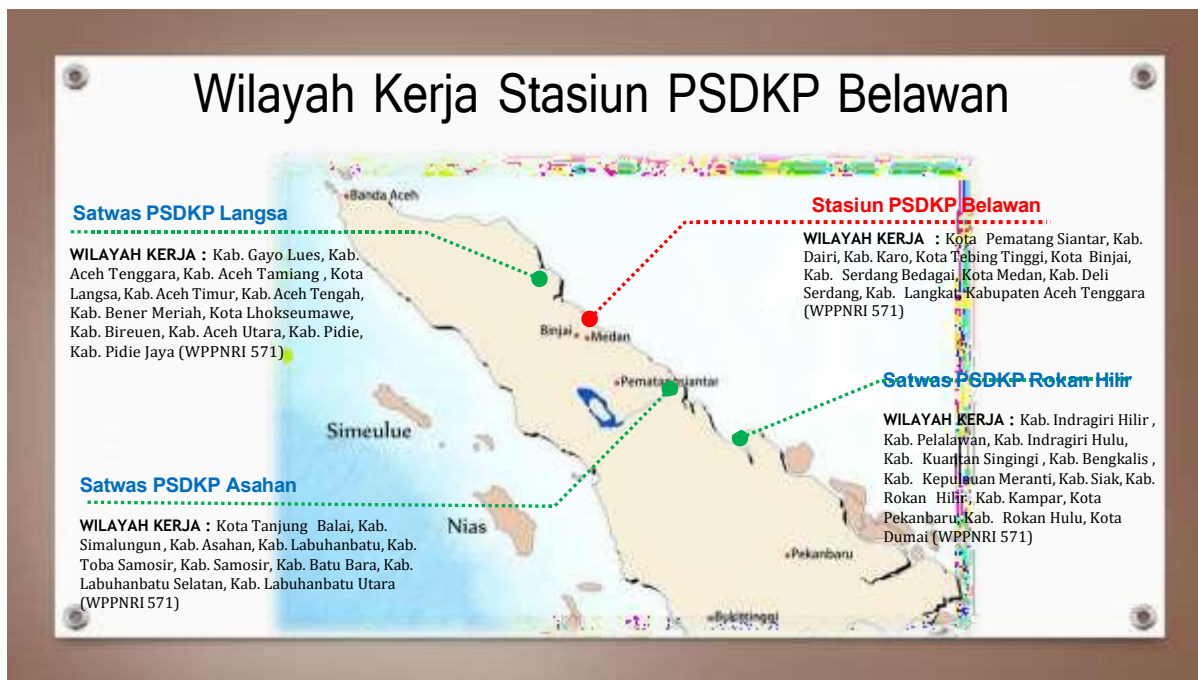 Wilayah Kerja Stasiun PSDKP Belawan
Banda Aceh
Satwas PSDKP Langsa
WILAYAH KERJA : Kab. Gayo Lues, Kab.
Aceh Tenggara, Kab. Aceh Tamiang , Kota
Langsa, Kab. Aceh Timur, Kab. Aceh Tengah,
Kab. Bener Meriah, Kota Lhokseumawe,
Kab. Bireuen, Kab. Aceh Utara, Kab. Pidie,
Kab. Pidie Jaya (WPPNRI 571)
Stasiun PSDKP Belawan
WILAYAH KERJA : Kota Pematang Siantar, Kab.
Dairi, Kab. Karo, Kota Tebing Tinggi, Kota Binjai,
Kab. Serdang Bedagai, Kota Medan, Kab. Deli
Serdang, Kab. Langkat, Kabupaten Aceh Tenggara
(WPPNRI 571)
Binjai
Medan
Pematangsiantar
Simeulue
Nias
Satwas PSDKP Rokan Hilir
WILAYAH KERJA : Kab. Indragiri Hilir ,
Kab. Pelalawan, Kab. Indragiri Hulu,
Kab. Kuantan Singingi , Kab. Bengkalis ,
Kab. Kepulauan Meranti, Kab. Siak, Kab.
Rokan Hilir , Kab. Kampar, Kota
Pekanbaru, Kab. Rokan Hulu, Kota
Dumai (WPPNRI 571)
Satwas PSDKP Asahan
WILAYAH KERJA : Kota Tanjung Balai, Kab.
Simalungun , Kab. Asahan, Kab. Labuhanbatu, Kab.
Toba Samosir, Kab. Samosir, Kab. Batu Bara, Kab.
Labuhanbatu Selatan, Kab. Labuhanbatu Utara
(WPPNRI 571)
Pekanbaru
Bukittinggi